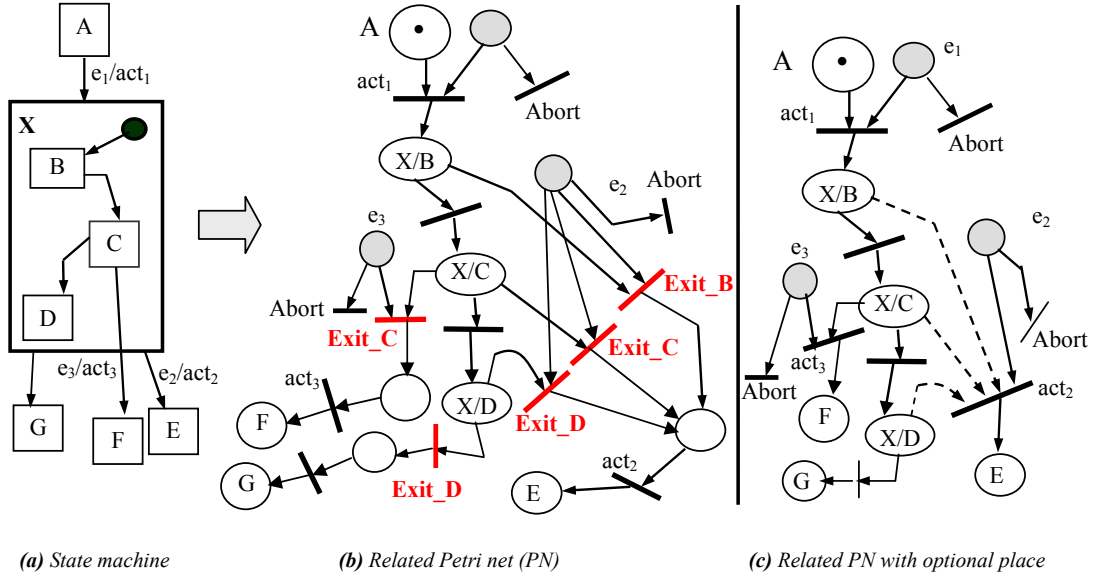 A
e1/act1
X
B
C
D
e3/act3
e2/act2
G
F
E
(a) State machine
A
act1
Abort
X/B
Abort
e2
e3
X/C
Exit_B
Abort
Exit_C
Exit_C
act3
X/D
F
Exit_D
G
Exit_D
act2
E
(b) Related Petri net (PN)
A
e1
act1
Abort
X/B
e2
e3
X/C
Abort
act3
Abort
act2
F
X/D
G
E
(c) Related PN with optional place